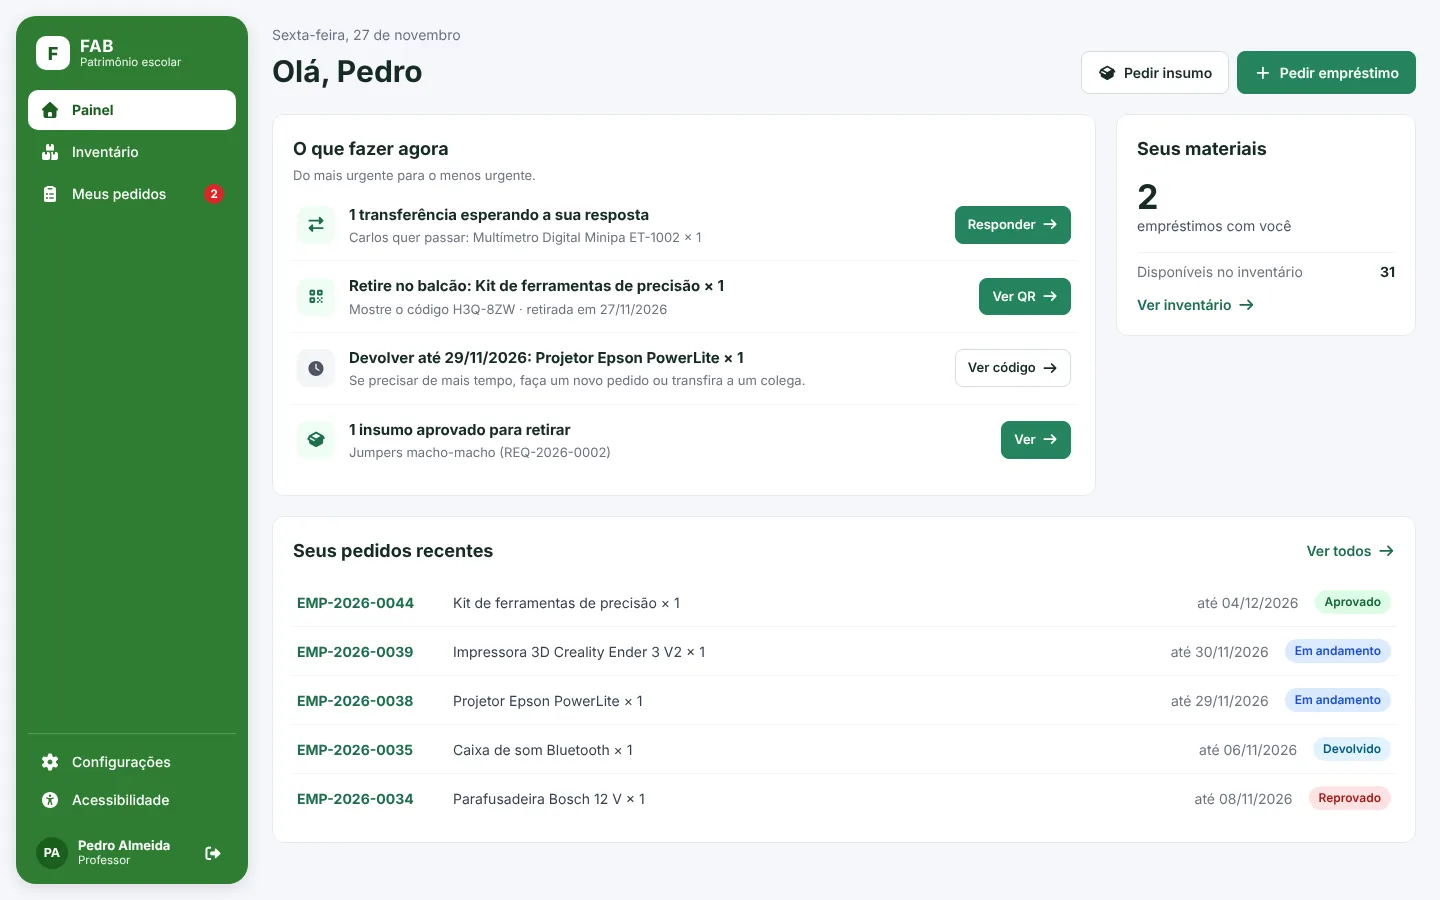 F
FAB
Patrimônio escolar
Painel
Inventário
Meus pedidos 2
Configurações
Acessibilidade
PA
Pedro Almeida
Professor
Sexta-feira, 27 de novembro
Olá, Pedro
Pedir insumo
+ Pedir empréstimo
O que fazer agora
Do mais urgente para o menos urgente.
1 transferência esperando a sua resposta
Carlos quer passar: Multímetro Digital Minipa ET-1002 × 1
Responder →
Retire no balcão: Kit de ferramentas de precisão × 1
Mostre o código H3Q-8ZW · retirada em 27/11/2026
Ver QR →
Devolver até 29/11/2026: Projetor Epson PowerLite × 1
Se precisar de mais tempo, faça um novo pedido ou transfira a um colega.
Ver código →
1 insumo aprovado para retirar
Jumpers macho-macho (REQ-2026-0002)
Ver →
Seus materiais
2
empréstimos com você
Disponíveis no inventário 31
Ver inventário →
Seus pedidos recentes
Ver todos →
EMP-2026-0044 Kit de ferramentas de precisão × 1 até 04/12/2026 Aprovado
EMP-2026-0039 Impressora 3D Creality Ender 3 V2 × 1 até 30/11/2026 Em andamento
EMP-2026-0038 Projetor Epson PowerLite × 1 até 29/11/2026 Em andamento
EMP-2026-0035 Caixa de som Bluetooth × 1 até 06/11/2026 Devolvido
EMP-2026-0034 Parafusadeira Bosch 12 V × 1 até 08/11/2026 Reprovado